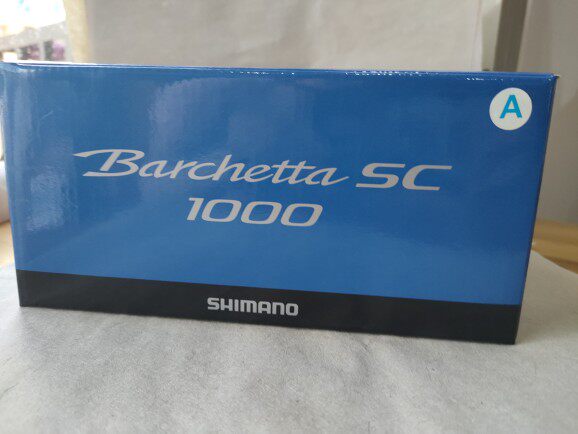 A
Barchetta SC
1000
SHIMANO